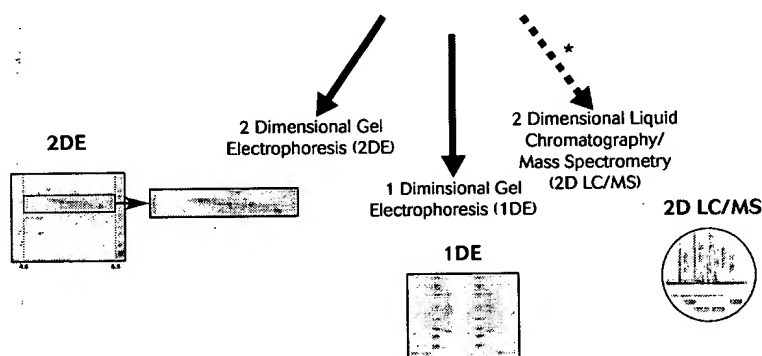 *
2 Dimensional Gel
Electrophoresis (2DE)
2 Dimensional Liquid
Chromatography/
Mass Spectrometry
(2D LC/MS)
2DE
1 Diminsional Gel
Electrophoresis (1DE)
2D LC/MS
1DE